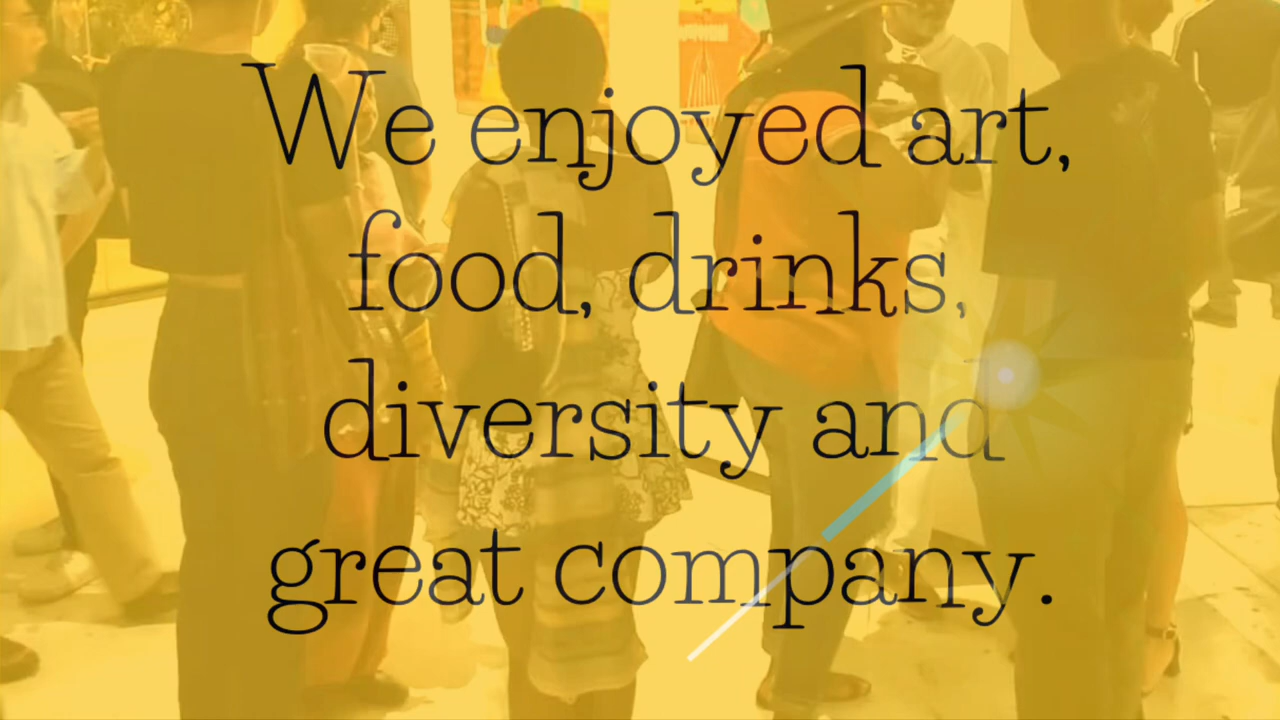 We enjoyed art,
food, drinks,
diversity and
great company.